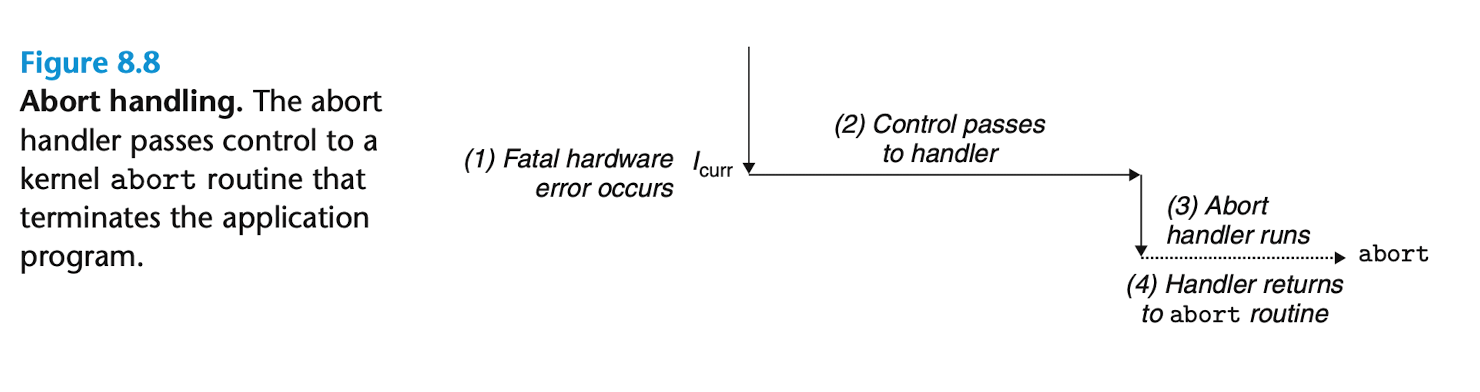 Figure 8.8
Abort handling. The abort
handler passes control to a
kernel abort routine that
terminates the application
program.
(1) Fatal hardware
error occurs
Icurr
(2) Control passes
to handler
(3) Abort
handler runs
abort
(4) Handler returns
to abort routine